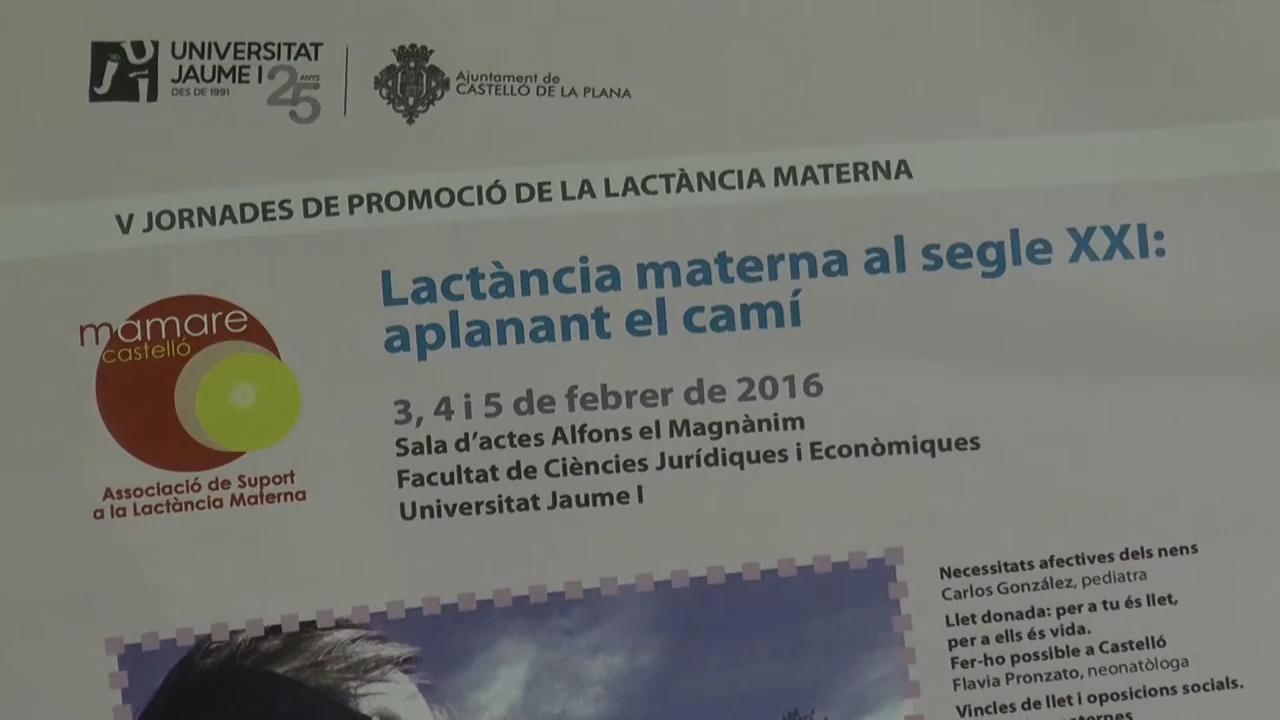 UNIVERSITAT
JAUME I
DES DE 1991
25 ANYS
Ajuntament de
CASTELLÓ DE LA PLANA
V JORNADES DE PROMOCIÓ DE LA LACTÀNCIA MATERNA
Lactància materna al segle XXI:
aplanant el camí
mamare
castelló
Associació de Suport
a la Lactància Materna
3, 4 i 5 de febrer de 2016
Sala d'actes Alfons el Magnànim
Facultat de Ciències Jurídiques i Econòmiques
Universitat Jaume I
Necessitats afectives dels nens
Carlos González, pediatra
Llet donada: per a tu és llet,
per a ells és vida.
Fer-ho possible a Castelló
Flavia Pronzato, neonatòloga
Vincles de llet i oposicions socials.